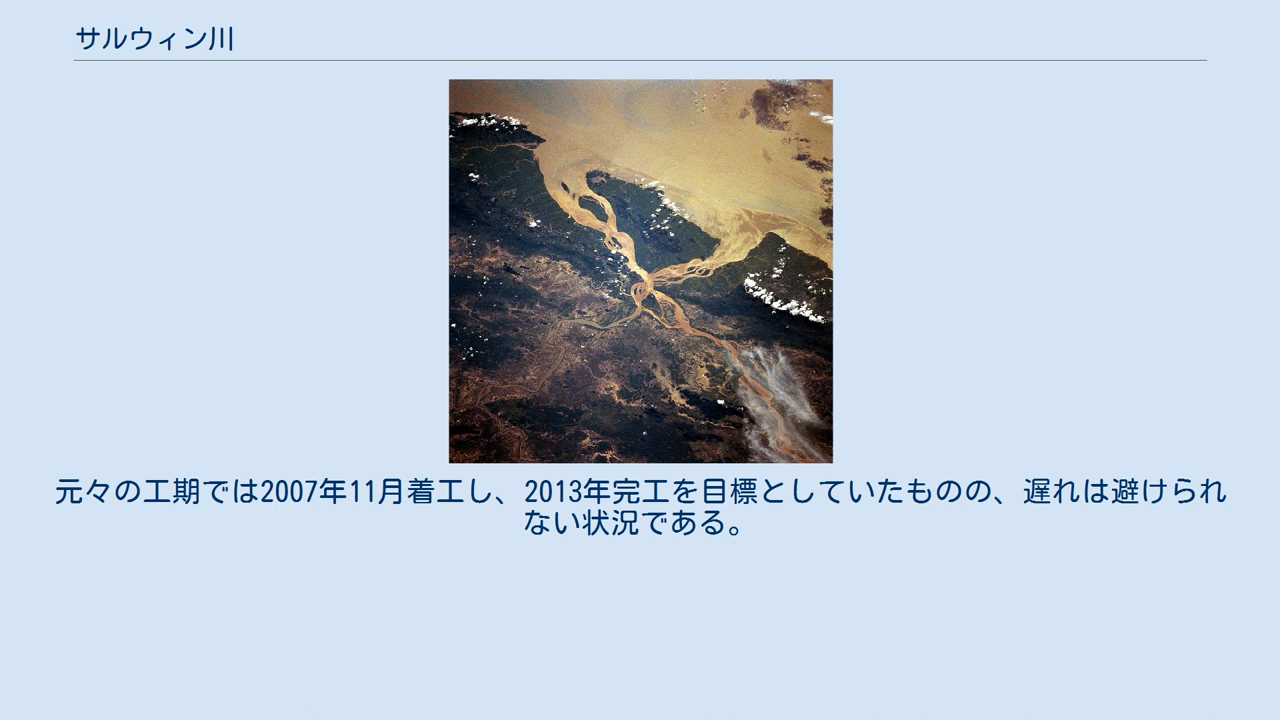 サルウィン川
元々の工期では2007年11月着工し、2013年完工を目標としていたものの、遅れは避けられ
ない状況である。